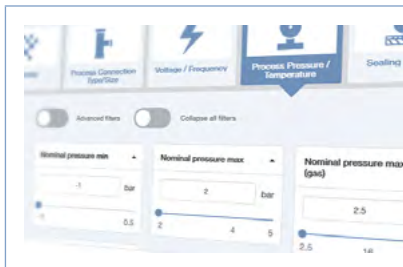 Process Connection
Type/Size
Voltage / Frequency
Process Pressure /
Temperature
Sealing
Advanced filters
Collapse all filters
Nominal pressure min
Nominal pressure max
Nominal pressure max
(gas)
-1
bar
2
bar
2.5
-1
0.5
2
4
5
2.5
16